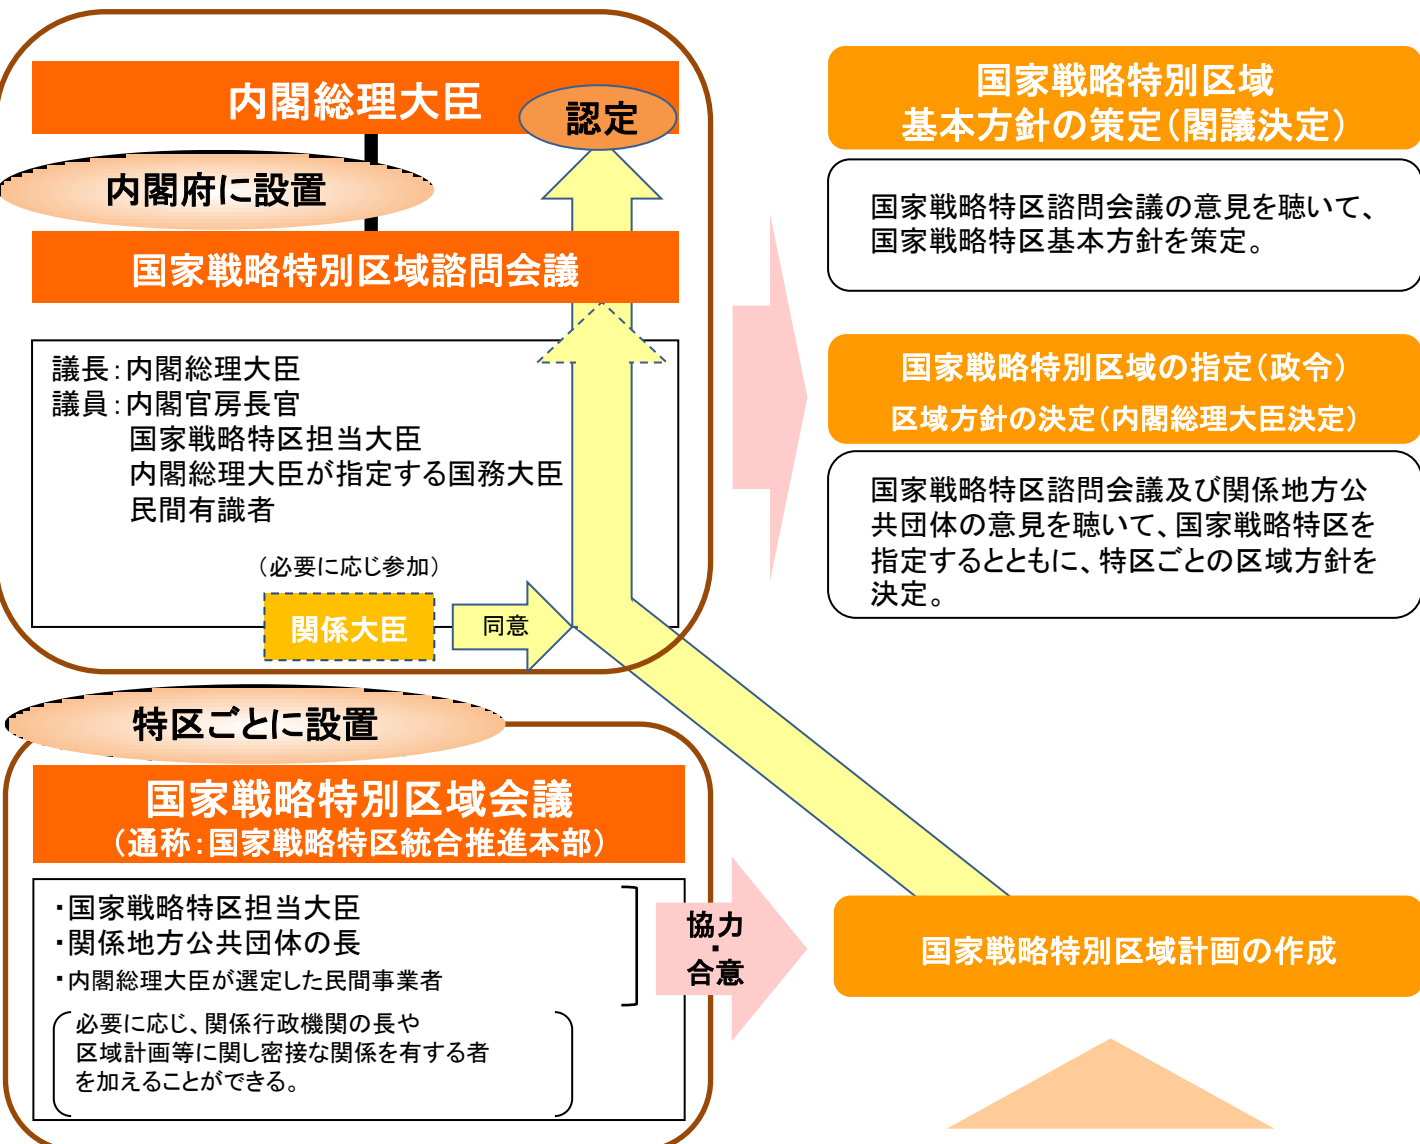 内閣総理大臣
認定
内閣府に設置
国家戦略特別区域諮問会議
議長：内閣総理大臣
議員：内閣官房長官
国家戦略特区担当大臣
内閣総理大臣が指定する国務大臣
民間有識者
（必要に応じ参加）
関係大臣
同意
国家戦略特別区域
基本方針の策定（閣議決定）
国家戦略特区諮問会議の意見を聴いて、
国家戦略特区基本方針を策定。
国家戦略特別区域の指定（政令）
区域方針の決定（内閣総理大臣決定）
国家戦略特区諮問会議及び関係地方公
共団体の意見を聴いて、国家戦略特区を
指定するとともに、特区ごとの区域方針を
決定。
特区ごとに設置
国家戦略特別区域会議
（通称：国家戦略特区統合推進本部）
・国家戦略特区担当大臣
・関係地方公共団体の長
・内閣総理大臣が選定した民間事業者
必要に応じ、関係行政機関の長や
区域計画等に関し密接な関係を有する者
を加えることができる。
協力
・
合意
国家戦略特別区域計画の作成